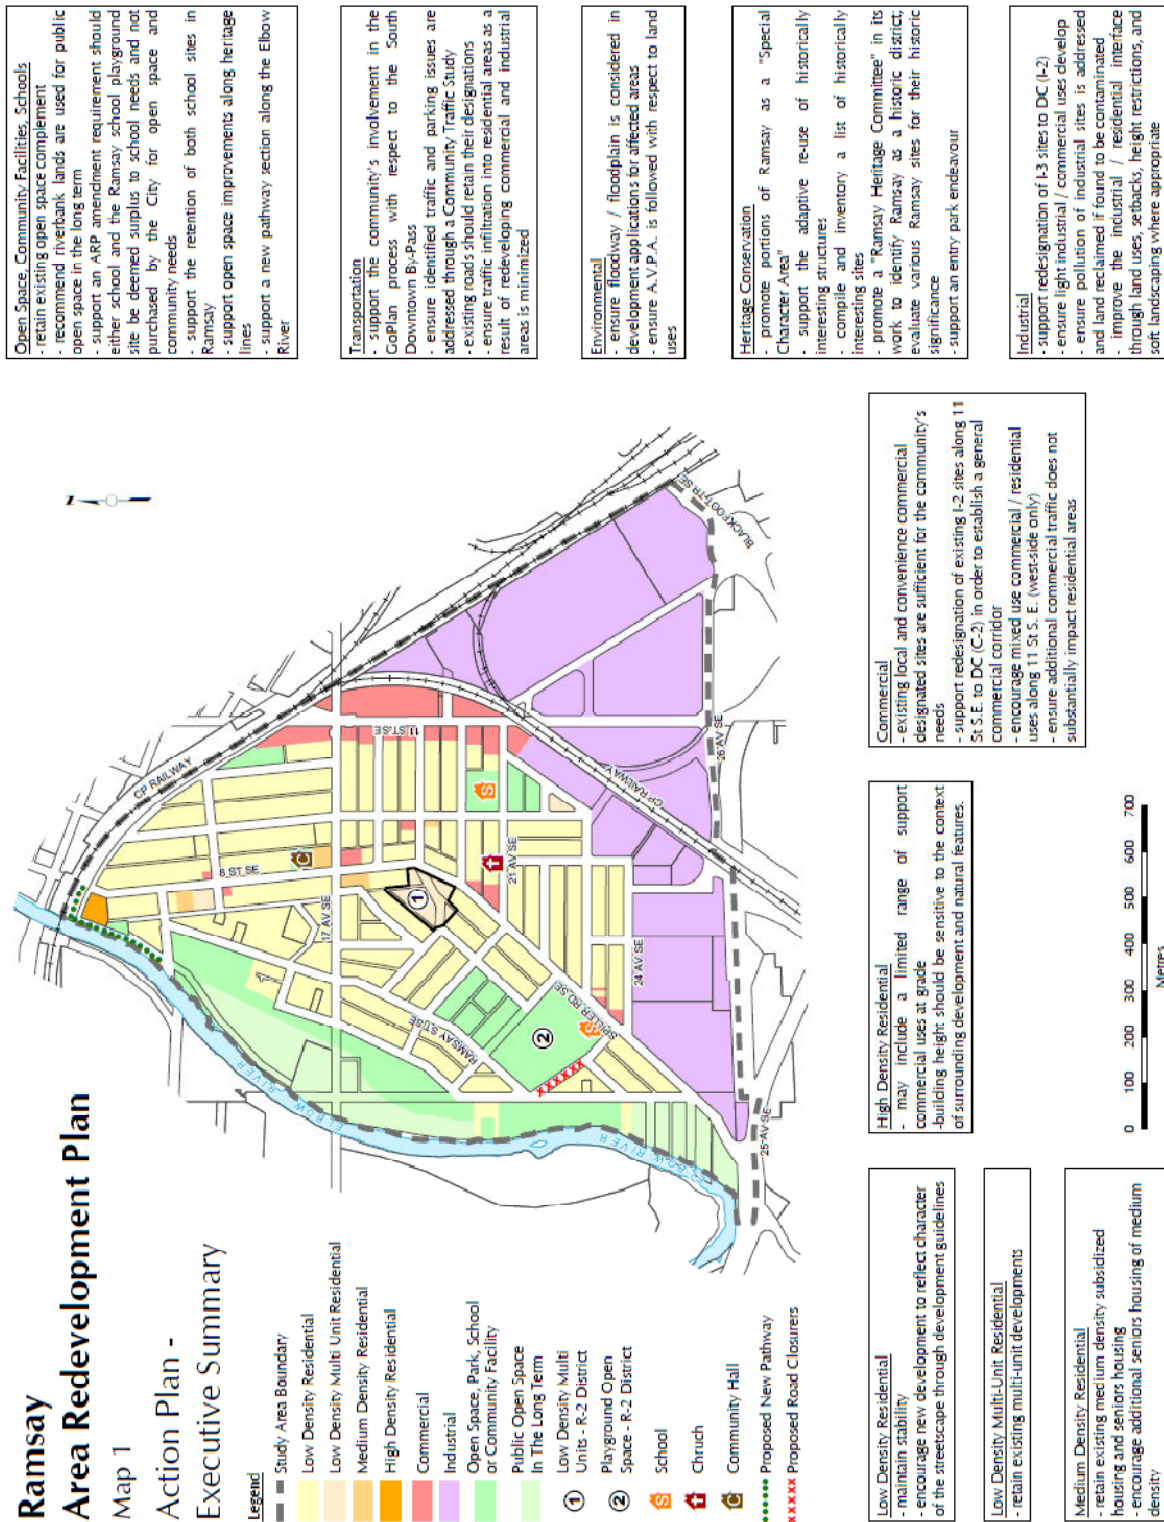 Ramsay
Area Redevelopment Plan
Map 1
Action Plan -
Executive Summary
Legend
Study Area Boundary
Low Density Residential
Low Density Multi Unit Residential
Medium Density Residential
High Density Residential
Commercial
Industrial
Open Space, Park, School
or Community Facility
Public Open Space
In The Long Term
1 Low Density Multi
Units - R-2 District
2 Playground Open
Space - R-2 District
S School
Chruch
C Community Hall
Proposed New Pathway
xxxxx Proposed Road Closurers
CP RAILWAY
8 ST SE
11 ST SE
17 AV SE
21 AV SE
24 AV SE
25 AV SE
26 AV SE
RAMSAY ST SE
SPILLER RD SE
BLACKFOOT TR SE
CP RAILWAY
ELBOW RIVER
ELBOW RIVER
1
2
S
S
C
N
Open Space, Community Facilities, Schools
- retain existing open space complement
- recommend riverbank lands are used for public
open space in the long term
- support an ARP amendment requirement should
either school and the Ramsay school playground
site be deemed surplus to school needs and not
purchased by the City for open space and
community needs
- support the retention of both school sites in
Ramsay
- support open space improvements along heritage
lines
- support a new pathway section along the Elbow
River
Transportation
• support the community's involvement in the
GoPlan process with respect to the South
Downtown By-Pass
- ensure identified traffic and parking issues are
addressed through a Community Traffic Study
• existing roads should retain their designations
- ensure traffic infiltration into residential areas as a
result of redeveloping commercial and industrial
areas is minimized
Environmental
- ensure floodway / floodplain is considered in
development applications for affected areas
- ensure A.V.P.A. is followed with respect to land
uses
Heritage Conservation
- promote portions of Ramsay as a "Special
Character Area"
• support the adaptive re-use of historically
interesting structures
- compile and inventory a list of historically
interesting sites
- promote a "Ramsay Heritage Committee" in its
work to identify Ramsay as a historic district;
evaluate various Ramsay sites for their historic
significance
- support an entry park endeavour
Industrial
• support redesignation of I-3 sites to DC (I-2)
- ensure light industrial / commercial uses develop
- ensure pollution of industrial sites is addressed
and land reclaimed if found to be contaminated
- improve the industrial / residential interface
through land uses, setbacks, height restrictions, and
soft landscaping where appropriate
Commercial
- existing local and convenience commercial
designated sites are sufficient for the community's
needs
- support redesignation of existing I-2 sites along 11
St S.E. to DC (C-2) in order to establish a general
commercial corridor
- encourage mixed use commercial / residential
uses along 11 St S. E. (west-side only)
- ensure additional commercial traffic does not
substantially impact residential areas
High Density Residential
- may include a limited range of support
commercial uses at grade
-building height should be sensitive to the context
of surrounding development and natural features.
Low Density Residential
- maintain stability
- encourage new development to reflect character
of the streetscape through development guidelines
Low Density Multi-Unit Residential
- retain existing multi-unit developments
Medium Density Residential
- retain existing medium density subsidized
housing and seniors housing
- encourage additional seniors housing of medium
density
0 100 200 300 400 500 600 700
Metres